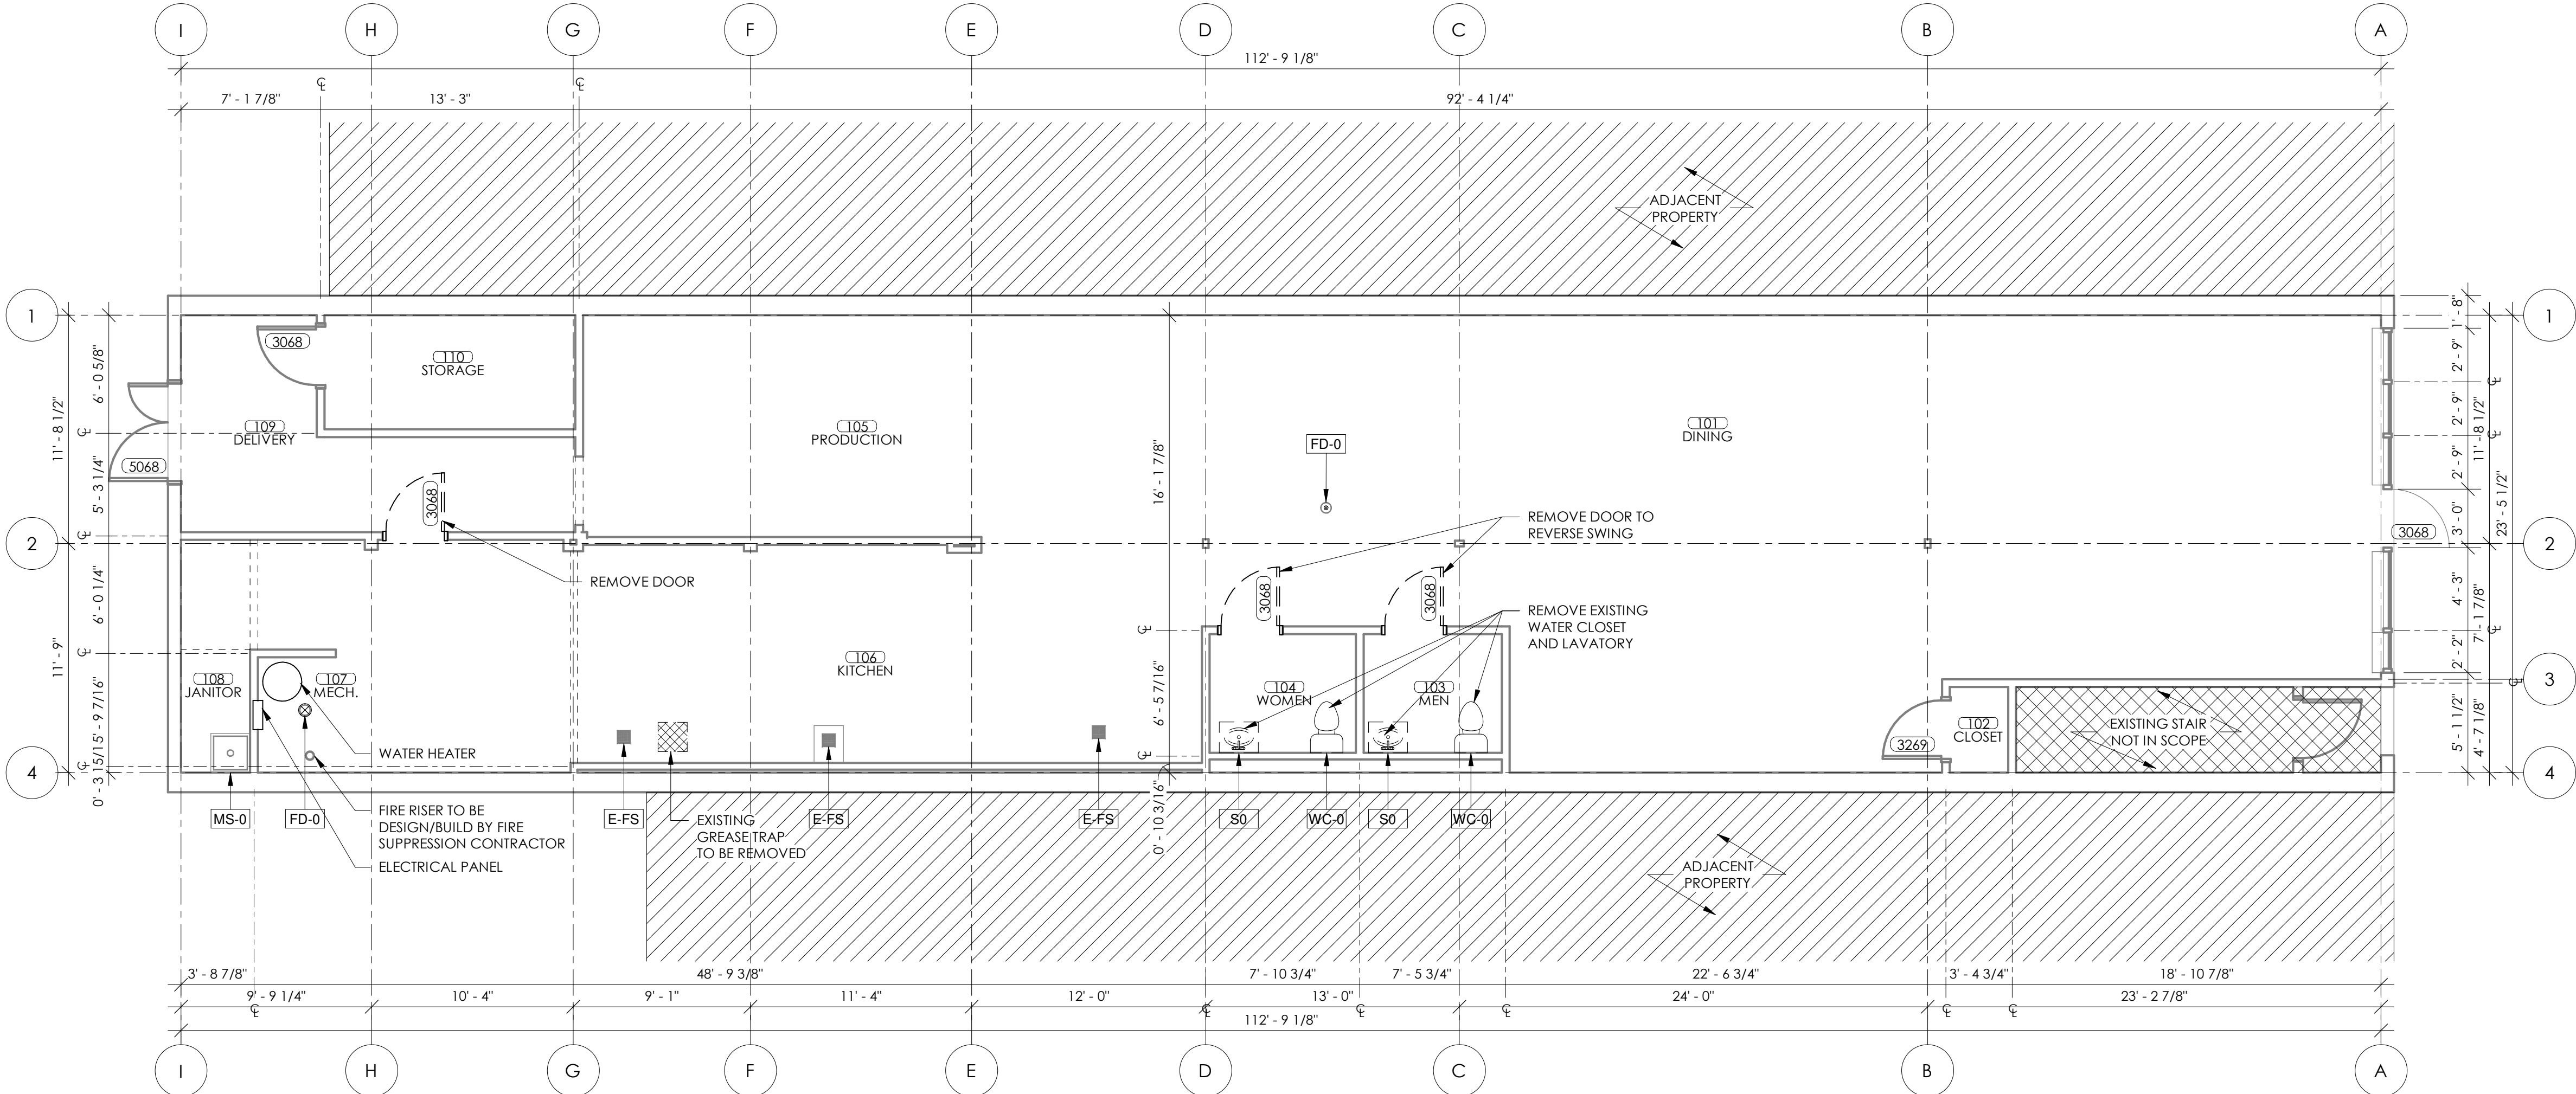 I H G F E D C B A
112' - 9 1/8"
℄ ℄
7' - 1 7/8" 13' - 3" 92' - 4 1/4"
ADJACENT
PROPERTY
1 1
1' - 8"
2' - 9"
2' - 9"
2' - 9"
3' - 0"
4' - 3"
2' - 2"
5' - 1 1/2"
11' - 8 1/2"
7' - 1 7/8"
4' - 7 1/8"
23' - 5 1/2"
℄ ℄ ℄ ℄
6' - 0 5/8"
5' - 3 1/4"
6' - 0 1/4"
5' - 9 7/16"
0' - 3 15/15"
11' - 8 1/2"
11' - 9"
℄ ℄ ℄ ℄
3068
110
STORAGE
109
DELIVERY
5068
3068
105
PRODUCTION
101
DINING
FD-0
16' - 1 7/8"
2 2
3068
REMOVE DOOR
REMOVE DOOR TO
REVERSE SWING
3068 3068
REMOVE EXISTING
WATER CLOSET
AND LAVATORY
℄ ℄
6' - 5 7/16"
0' - 10 3/16"
106
KITCHEN
108
JANITOR
107
MECH.
104
WOMEN
103
MEN
3 3269
102
CLOSET
EXISTING STAIR
NOT IN SCOPE
WATER HEATER
4 4
MS-0 FD-0 E-FS E-FS E-FS S0 WC-0 S0 WC-0
FIRE RISER TO BE
DESIGN/BUILD BY FIRE
SUPPRESSION CONTRACTOR
ELECTRICAL PANEL
EXISTING
GREASE TRAP
TO BE REMOVED
ADJACENT
PROPERTY
3' - 8 7/8" 48' - 9 3/8" 7' - 10 3/4" 7' - 5 3/4" 22' - 6 3/4" 3' - 4 3/4" 18' - 10 7/8"
9' - 9 1/4" 10' - 4" 9' - 1" 11' - 4" 12' - 0" 13' - 0" 24' - 0" 23' - 2 7/8"
℄ ℄ ℄ ℄ ℄ ℄
112' - 9 1/8"
I H G F E D C B A